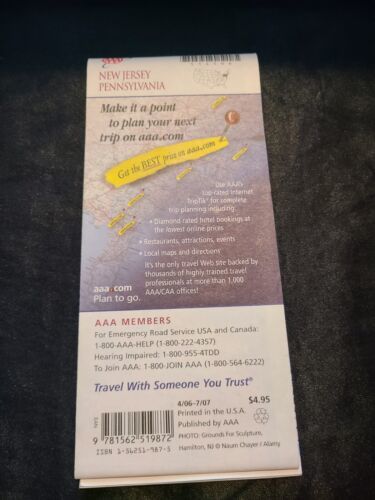 NEW JERSEY
PENNSYLVANIA
Make it a point
to plan your next
trip on aaa.com
Get the BEST price on aaa.com
Use AAA's
top-rated Internet
TripTik® for complete
trip planning including:
• Diamond rated hotel bookings at
the lowest online prices
• Restaurants, attractions, events
• Local maps and directions
It's the only travel Web site backed by
thousands of highly trained travel
professionals at more than 1,000
AAA/CAA offices!
aaa.com
Plan to go.
AAA MEMBERS
For Emergency Road Service USA and Canada:
1-800-AAA-HELP (1-800-222-4357)
Hearing Impaired: 1-800-955-4TDD
To Join AAA: 1-800-JOIN AAA (1-800-564-6222)
Travel With Someone You Trust®
4/06-7/07
$4.95
Printed in the U.S.A.
Published by AAA
EAN
9 781562 519872
ISBN 1-56251-987-5
PHOTO: Grounds For Sculpture,
Hamilton, NJ © Naum Chayer / Alamy